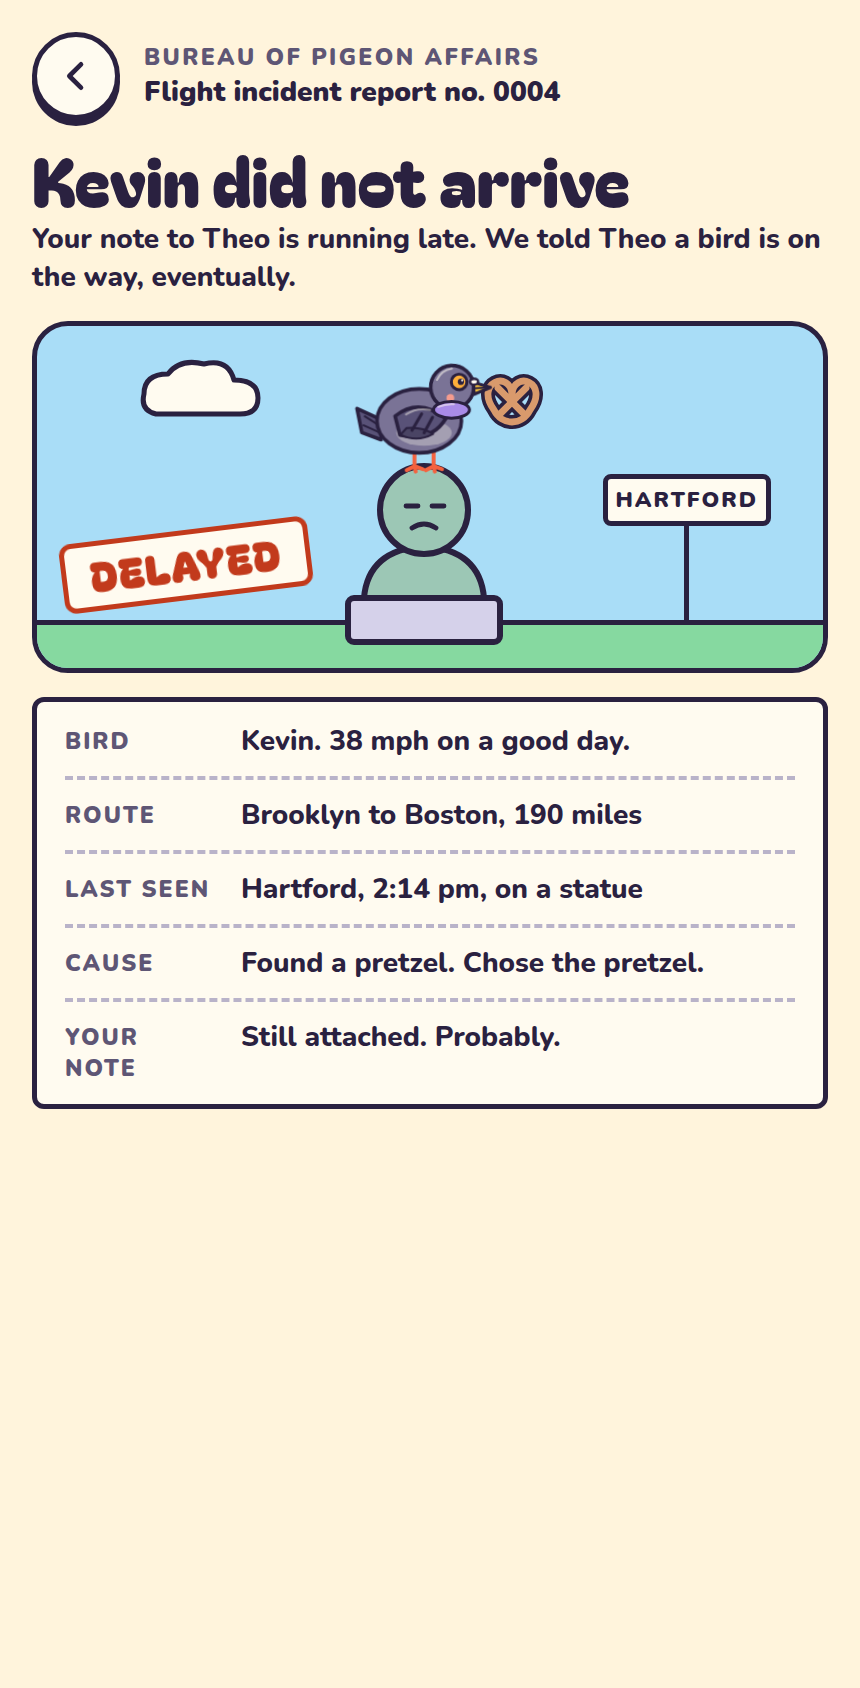 BUREAU OF PIGEON AFFAIRS
Flight incident report no. 0004
Kevin did not arrive
Your note to Theo is running late. We told Theo a bird is on
the way, eventually.
HARTFORD
DELAYED
BIRD Kevin. 38 mph on a good day.
ROUTE Brooklyn to Boston, 190 miles
LAST SEEN Hartford, 2:14 pm, on a statue
CAUSE Found a pretzel. Chose the pretzel.
YOUR Still attached. Probably.
NOTE